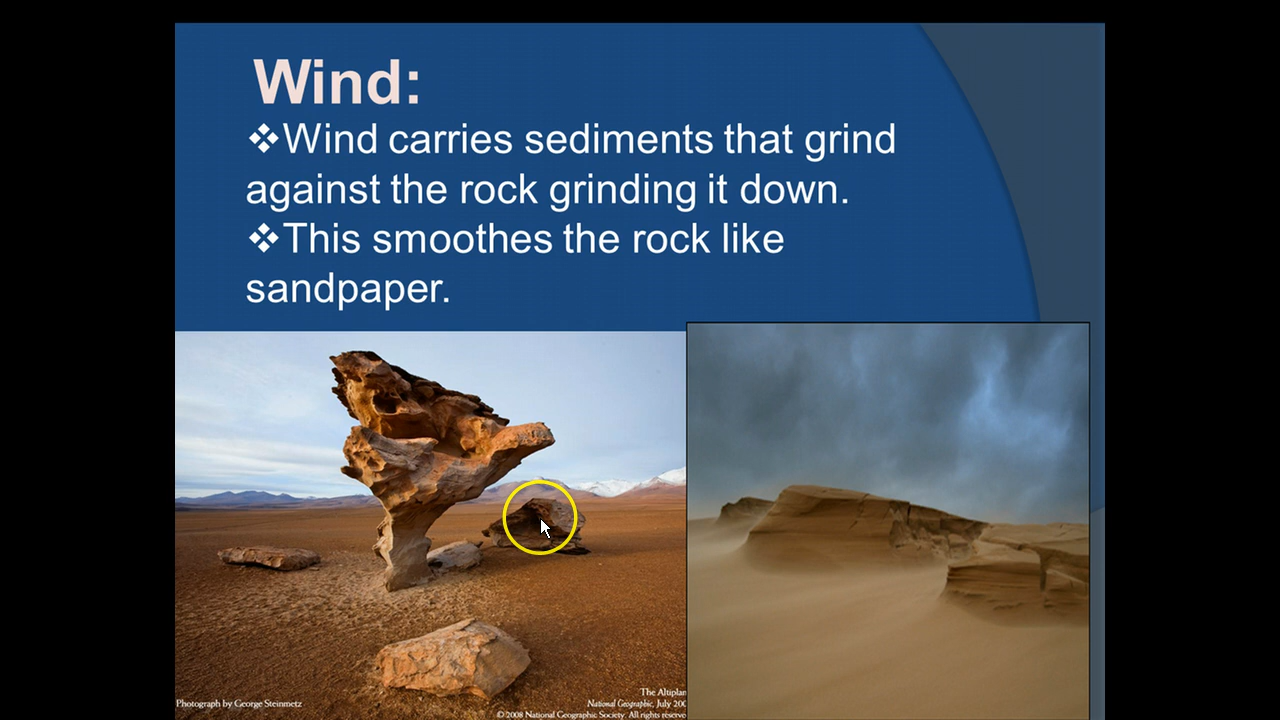 Wind:
❖Wind carries sediments that grind
against the rock grinding it down.
❖This smoothes the rock like
sandpaper.
Photograph by George Steinmetz
The Altiplan
National Geographic, July 200
© 2008 National Geographic Society. All rights reserve